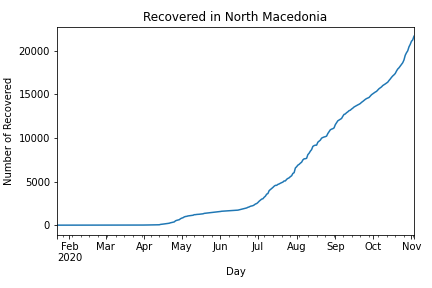 Recovered in North Macedonia
Number of Recovered
20000
15000
10000
5000
0
Feb Mar Apr May Jun Jul Aug Sep Oct Nov
2020
Day